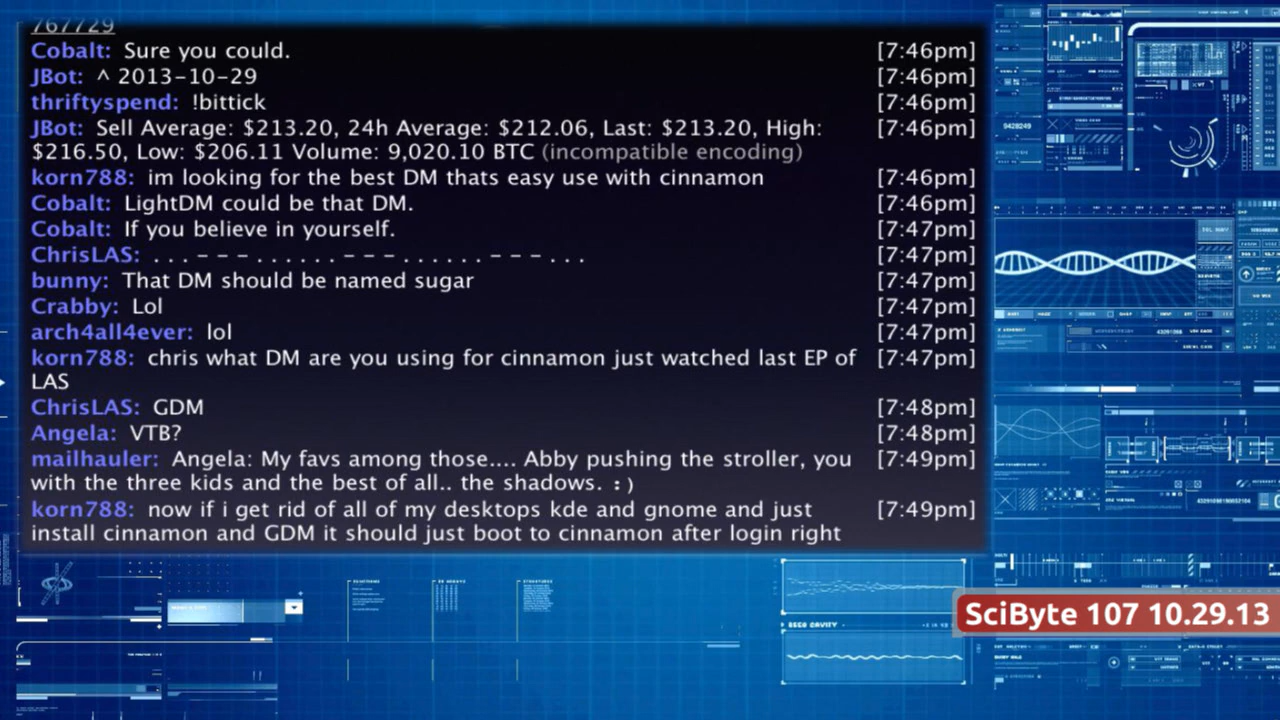 767729
Cobalt: Sure you could. [7:46pm]
JBot: ^ 2013-10-29 [7:46pm]
thriftyspend: !bittick [7:46pm]
JBot: Sell Average: $213.20, 24h Average: $212.06, Last: $213.20, High: [7:46pm]
$216.50, Low: $206.11 Volume: 9,020.10 BTC (incompatible encoding)
korn788: im looking for the best DM thats easy use with cinnamon [7:46pm]
Cobalt: LightDM could be that DM. [7:46pm]
Cobalt: If you believe in yourself. [7:47pm]
ChrisLAS: ...---......---......---... [7:47pm]
bunny: That DM should be named sugar [7:47pm]
Crabby: Lol [7:47pm]
arch4all4ever: lol [7:47pm]
korn788: chris what DM are you using for cinnamon just watched last EP of [7:47pm]
LAS
ChrisLAS: GDM [7:48pm]
Angela: VTB? [7:48pm]
mailhauler: Angela: My favs among those.... Abby pushing the stroller, you [7:49pm]
with the three kids and the best of all.. the shadows. :)
korn788: now if i get rid of all of my desktops kde and gnome and just [7:49pm]
install cinnamon and GDM it should just boot to cinnamon after login right
9428249
SciByte 107 10.29.13